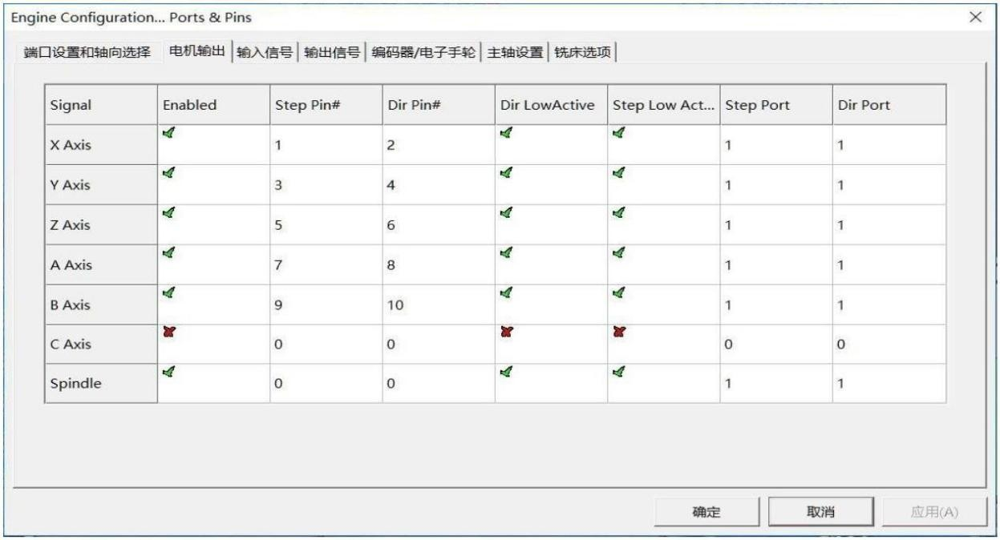 Engine Configuration... Ports & Pins
端口设置和轴向选择 电机输出 输入信号 输出信号 编码器/电子手轮 主轴设置 铣床选项
Signal Enabled Step Pin# Dir Pin# Dir LowActive Step Low Act... Step Port Dir Port
X Axis 1 2 1 1
Y Axis 3 4 1 1
Z Axis 5 6 1 1
A Axis 7 8 1 1
B Axis 9 10 1 1
C Axis 0 0 0 0
Spindle 0 0 1 1
确定 取消 应用(A)